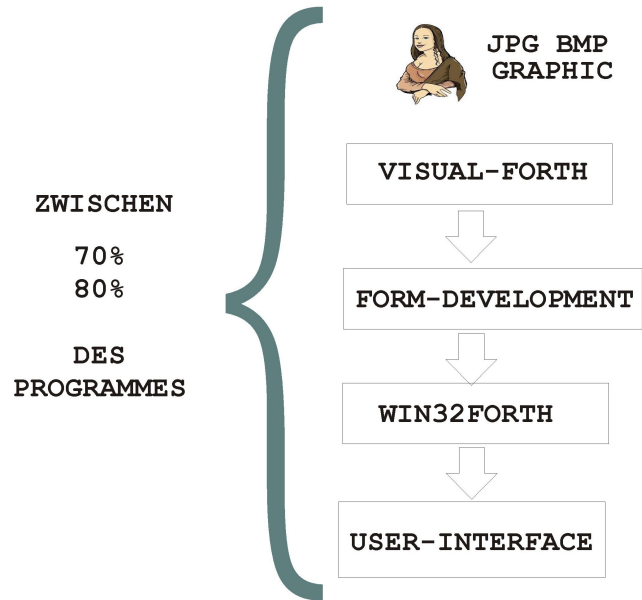 ZWISCHEN
70%
80%
DES
PROGRAMMES
JPG BMP
GRAPHIC
VISUAL-FORTH
FORM-DEVELOPMENT
WIN32FORTH
USER-INTERFACE